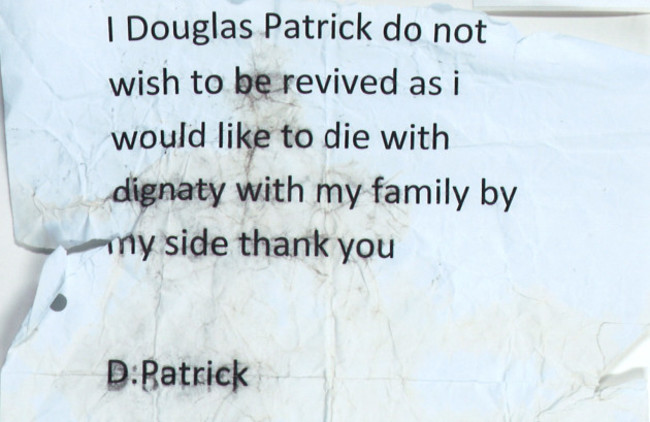 I Douglas Patrick do not
wish to be revived as i
would like to die with
dignaty with my family by
my side thank you
D.Patrick